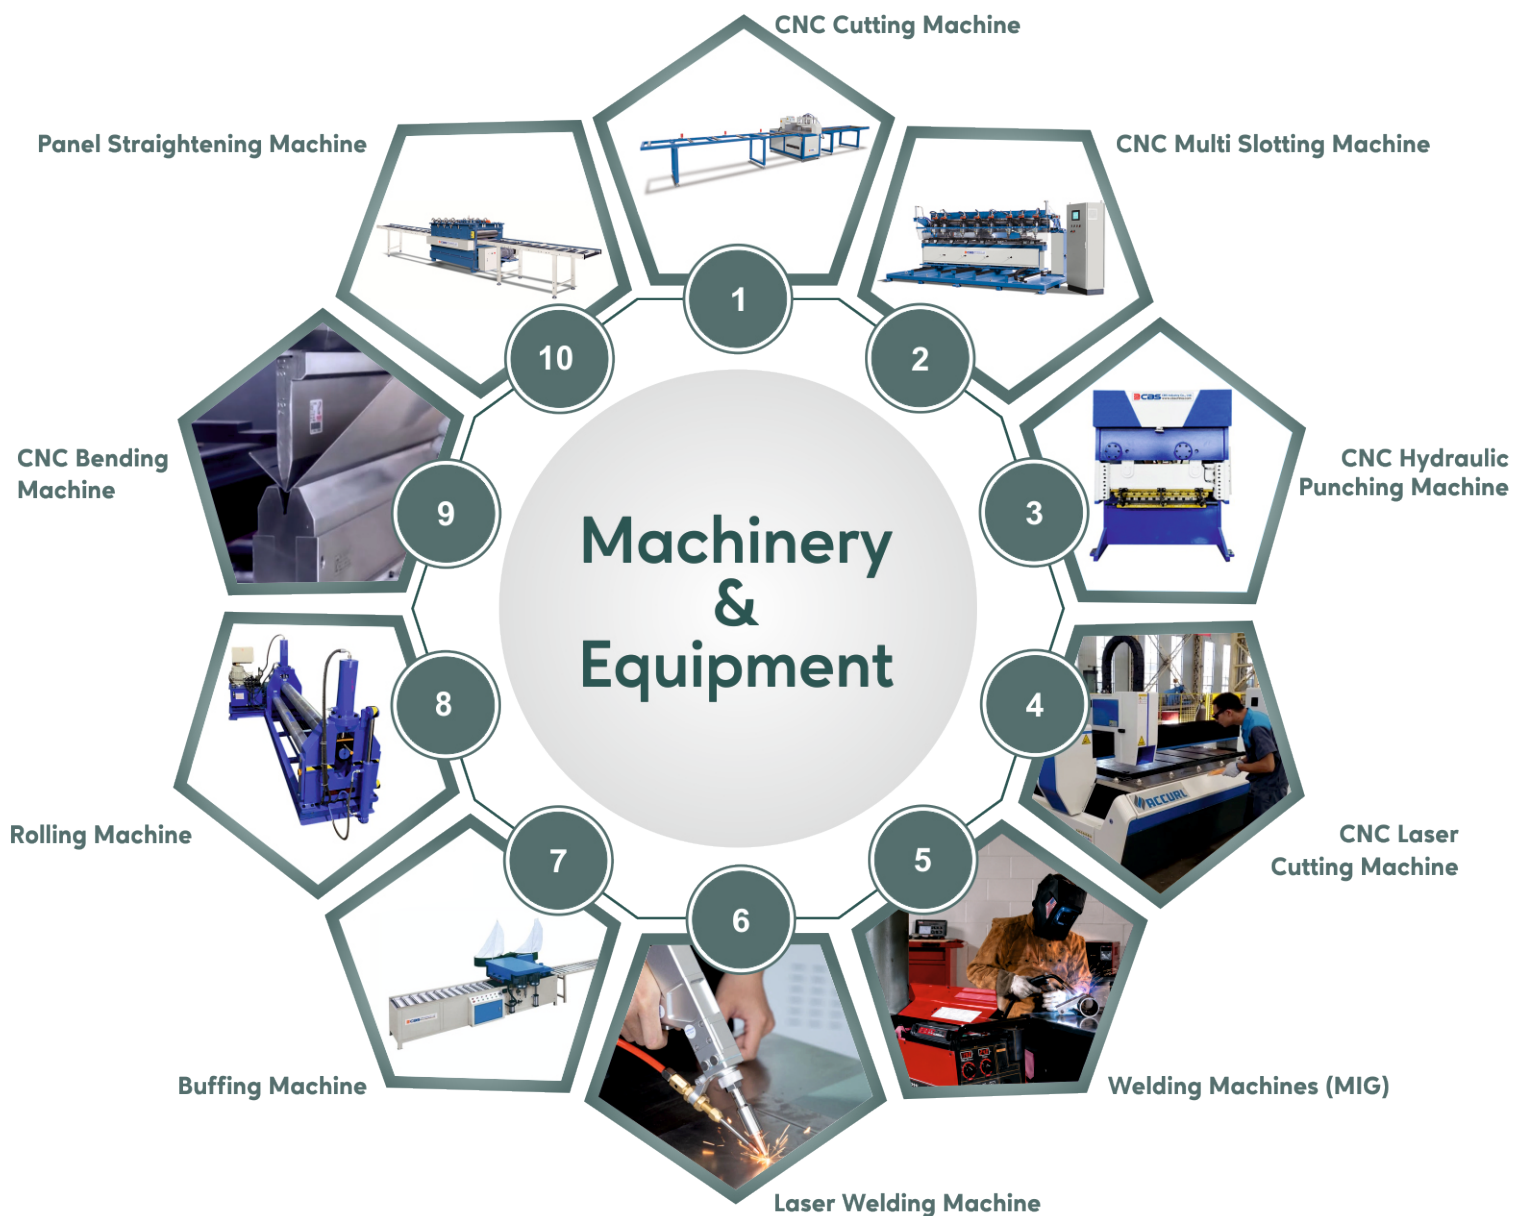 CNC Cutting Machine
CNC Multi Slotting Machine
CNC Hydraulic
Punching Machine
CNC Laser
Cutting Machine
Welding Machines (MIG)
Laser Welding Machine
Buffing Machine
Rolling Machine
CNC Bending
Machine
Panel Straightening Machine
1
2
3
4
5
6
7
8
9
10
Machinery
&
Equipment
CBS
ACCURL